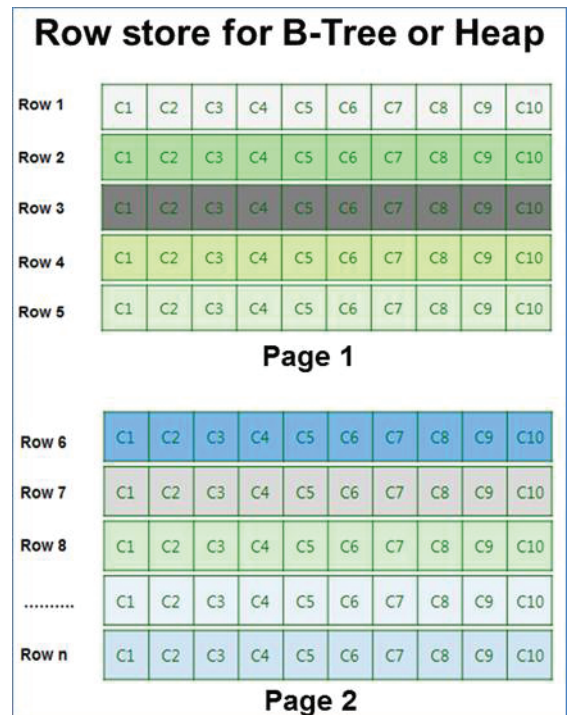 Row store for B-Tree or Heap
Row 1 C1 C2 C3 C4 C5 C6 C7 C8 C9 C10
Row 2 C1 C2 C3 C4 C5 C6 C7 C8 C9 C10
Row 3 C1 C2 C3 C4 C5 C6 C7 C8 C9 C10
Row 4 C1 C2 C3 C4 C5 C6 C7 C8 C9 C10
Row 5 C1 C2 C3 C4 C5 C6 C7 C8 C9 C10
Page 1
Row 6 C1 C2 C3 C4 C5 C6 C7 C8 C9 C10
Row 7 C1 C2 C3 C4 C5 C6 C7 C8 C9 C10
Row 8 C1 C2 C3 C4 C5 C6 C7 C8 C9 C10
.......... C1 C2 C3 C4 C5 C6 C7 C8 C9 C10
Row n C1 C2 C3 C4 C5 C6 C7 C8 C9 C10
Page 2